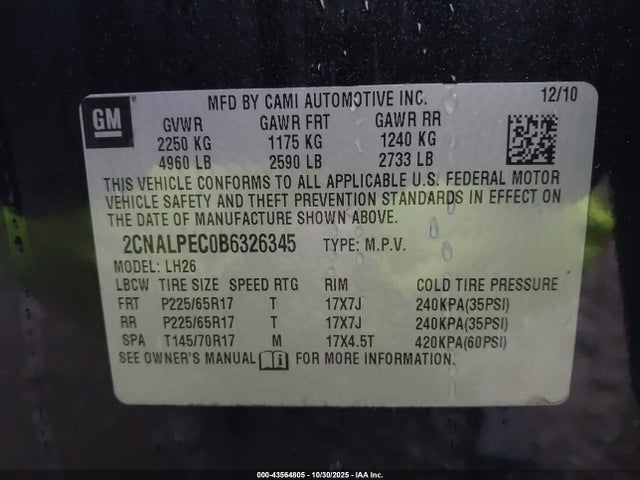 GM ® MFD BY CAMI AUTOMOTIVE INC. 12/10
GVWR GAWR FRT GAWR RR
2250 KG 1175 KG 1240 KG
4960 LB 2590 LB 2733 LB
THIS VEHICLE CONFORMS TO ALL APPLICABLE U.S. FEDERAL MOTOR
VEHICLE SAFETY AND THEFT PREVENTION STANDARDS IN EFFECT ON
THE DATE OF MANUFACTURE SHOWN ABOVE.
2CNALPEC0B6326345 TYPE: M.P.V.
MODEL: LH26
LBCW TIRE SIZE SPEED RTG RIM COLD TIRE PRESSURE
FRT P225/65R17 T 17X7J 240KPA(35PSI)
RR P225/65R17 T 17X7J 240KPA(35PSI)
SPA T145/70R17 M 17X4.5T 420KPA(60PSI)
SEE OWNER'S MANUAL FOR MORE INFORMATION.
000-43564805 - 10/30/2025 - IAA Inc.